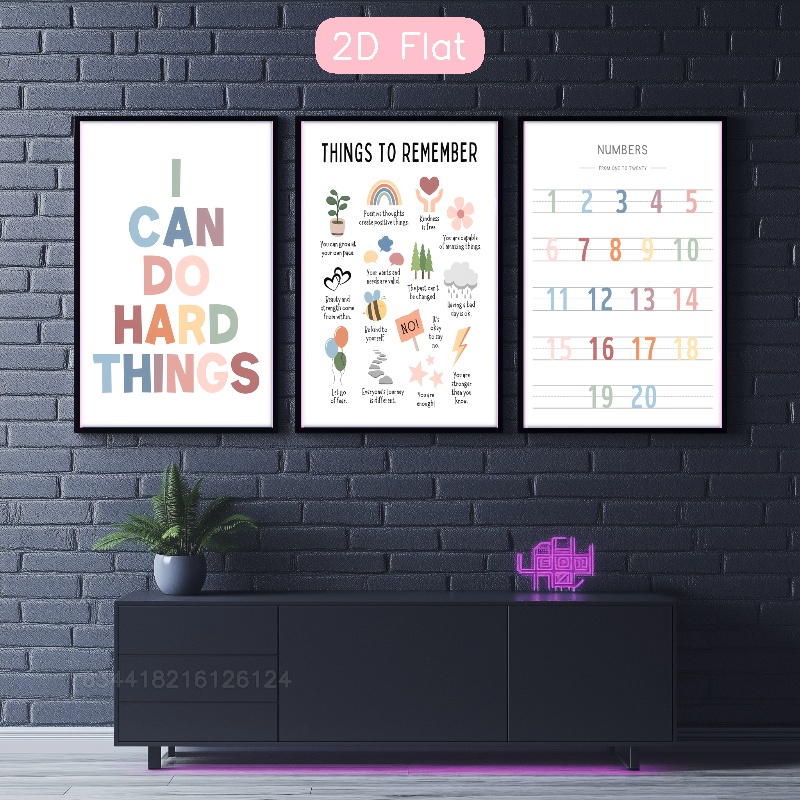 2D Flat
I
CAN
DO
HARD
THINGS
THINGS TO REMEMBER
You can grow at
your own pace.
Positive thoughts
create positive things.
Kindness
is free.
You are capable
of amazing things.
Beauty and
strength come
from within.
Your wants and
needs are valid.
The past can't
be changed.
Having a bad
day is ok.
Let go
of fear.
Be kind to
yourself.
NO!
It's
okay
to say
no.
Everyone's journey
is different.
You are
enough!
You are
stronger
than you
know.
NUMBERS
FROM ONE TO TWENTY
1 2 3 4 5
6 7 8 9 10
11 12 13 14
15 16 17 18
19 20